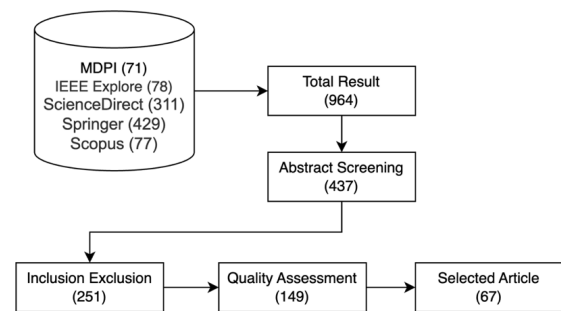 MDPI (71)
IEEE Explore (78)
ScienceDirect (311)
Springer (429)
Scopus (77)
Total Result
(964)
Abstract Screening
(437)
Inclusion Exclusion
(251)
Quality Assessment
(149)
Selected Article
(67)